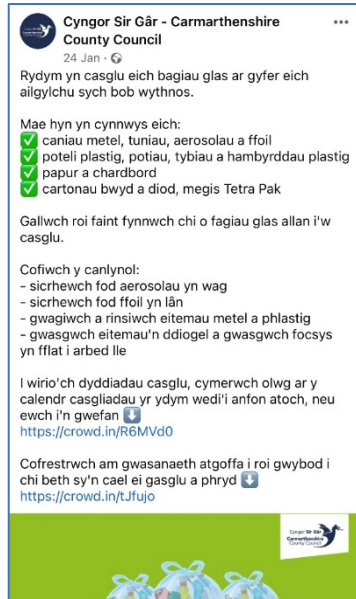 Cyngor Sir Gâr - Carmarthenshire
County Council
24 Jan ·
Rydym yn casglu eich bagiau glas ar gyfer eich
ailgylchu sych bob wythnos.
Mae hyn yn cynnwys eich:
✅ caniau metel, tuniau, aerosolau a ffoil
✅ poteli plastig, potiau, tybiau a hambyrddau plastig
✅ papur a chardbord
✅ cartonau bwyd a diod, megis Tetra Pak
Gallwch roi faint fynnwch chi o fagiau glas allan i'w
casglu.
Cofiwch y canlynol:
- sicrhewch fod aerosolau yn wag
- sicrhewch fod ffoil yn lân
- gwagiwch a rinsiwch eitemau metel a phlastig
- gwasgwch eitemau'n ddiogel a gwasgwch focsys
yn fflat i arbed lle
I wirio'ch dyddiadau casglu, cymerwch olwg ar y
calendr casgliadau yr ydym wedi'i anfon atoch, neu
ewch i'n gwefan ⬇️
https://crowd.in/R6MVd0
Cofrestrwch am gwasanaeth atgoffa i roi gwybod i
chi beth sy'n cael ei gasglu a phryd ⬇️
https://crowd.in/tJfujo
Cyngor Sir Gâr
Carmarthenshire
County Council